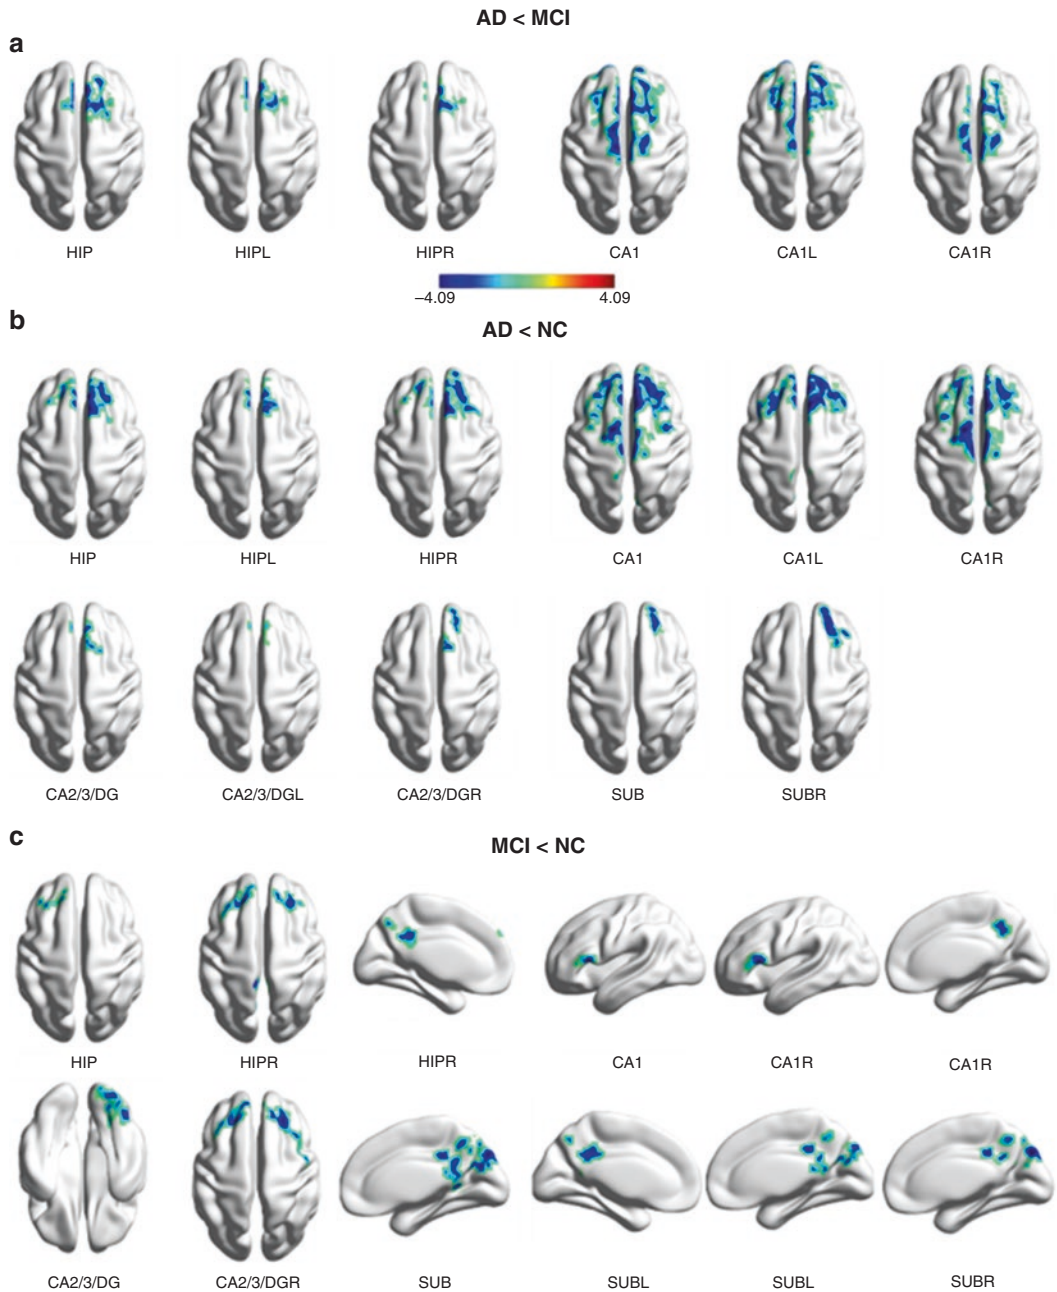 AD < MCI
a
HIP HIPL HIPR CA1 CA1L CA1R
−4.09 4.09
b
AD < NC
HIP HIPL HIPR CA1 CA1L CA1R
CA2/3/DG CA2/3/DGL CA2/3/DGR SUB SUBR
c
MCI < NC
HIP HIPR HIPR CA1 CA1R CA1R
CA2/3/DG CA2/3/DGR SUB SUBL SUBL SUBR